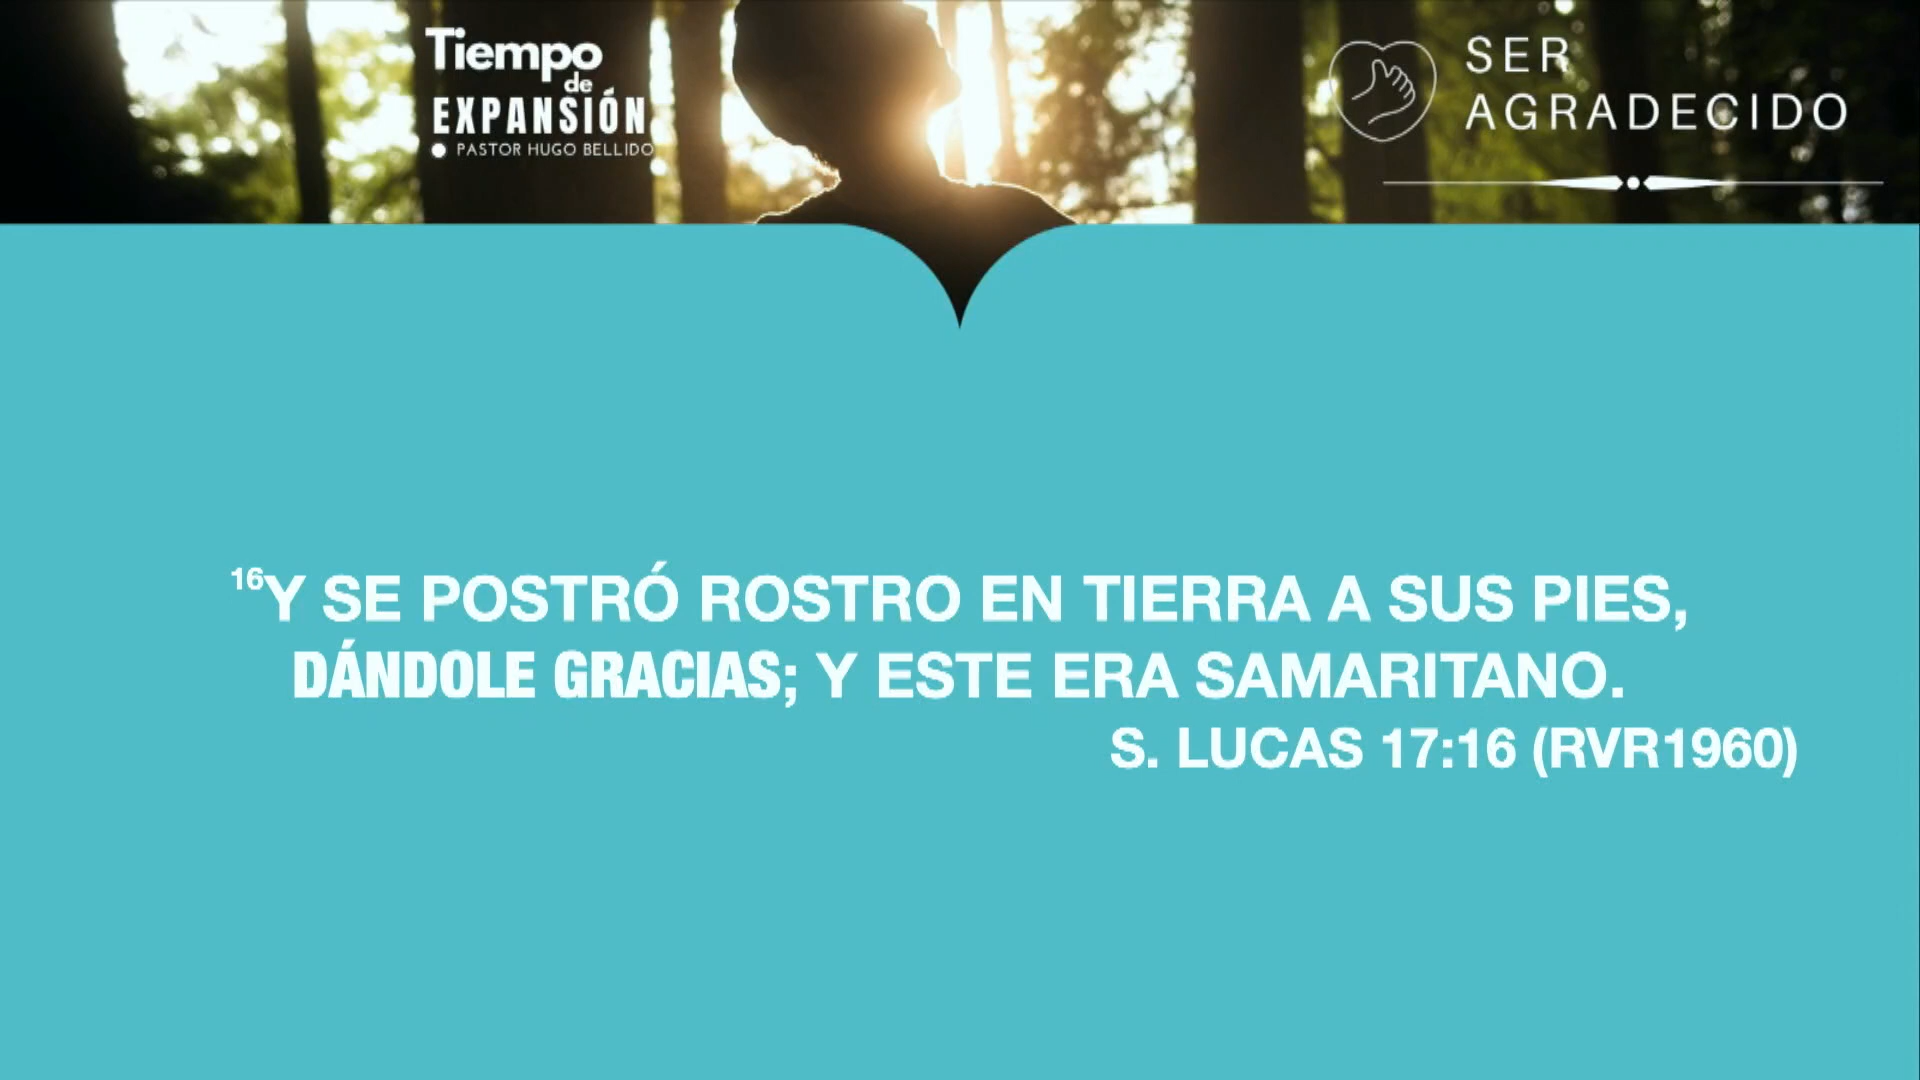 Tiempo
de
EXPANSIÓN
PASTOR HUGO BELLIDO
SER
AGRADECIDO
16Y SE POSTRÓ ROSTRO EN TIERRA A SUS PIES,
DÁNDOLE GRACIAS; Y ESTE ERA SAMARITANO.
S. LUCAS 17:16 (RVR1960)